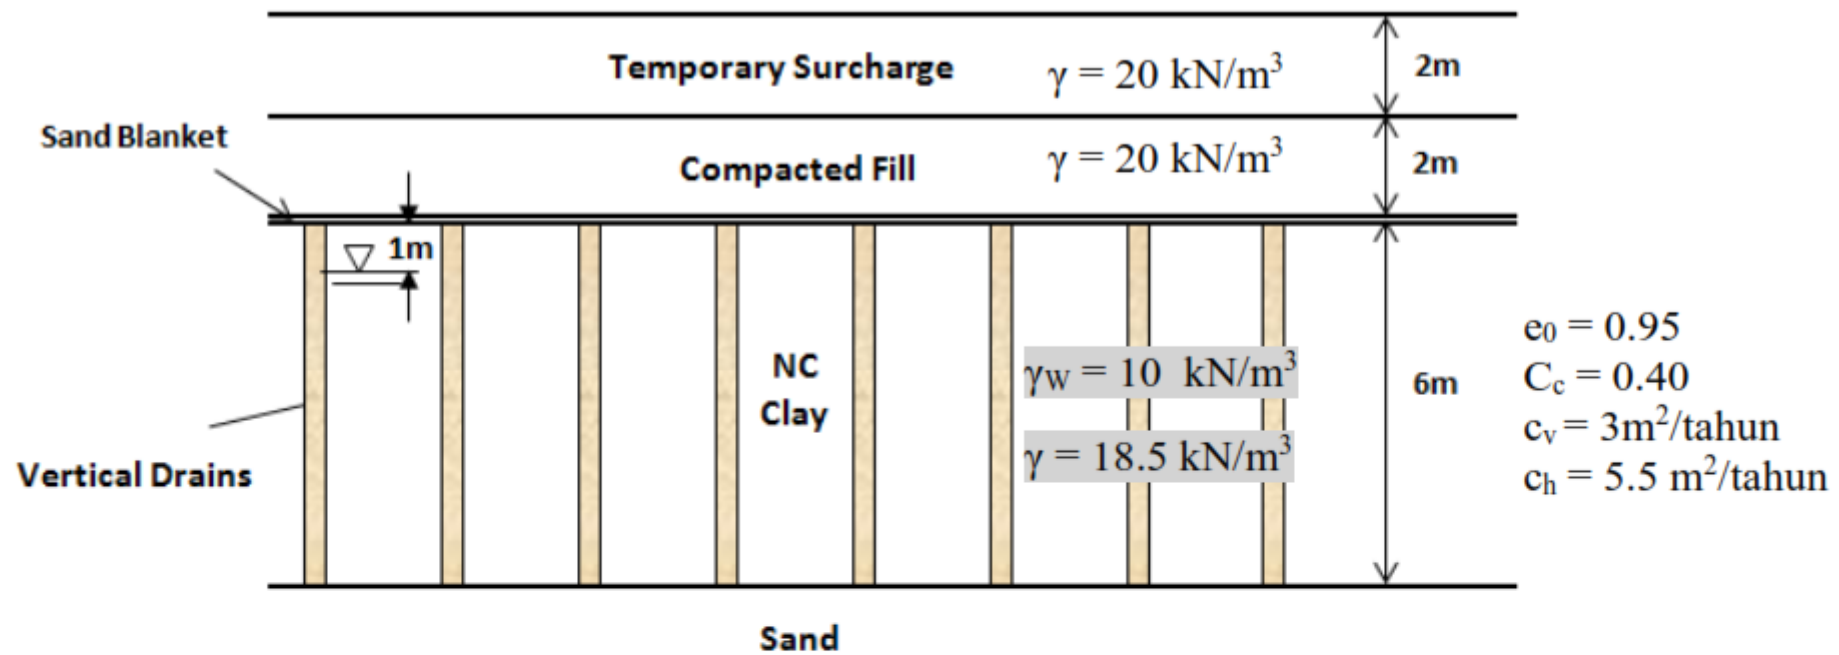 Temporary Surcharge γ = 20 kN/m³ 2m
Sand Blanket
Compacted Fill γ = 20 kN/m³ 2m
1m
NC
Clay
γw = 10 kN/m³
γ = 18.5 kN/m³
6m
e₀ = 0.95
C꜀ = 0.40
cᵥ = 3m²/tahun
cₕ = 5.5 m²/tahun
Vertical Drains
Sand